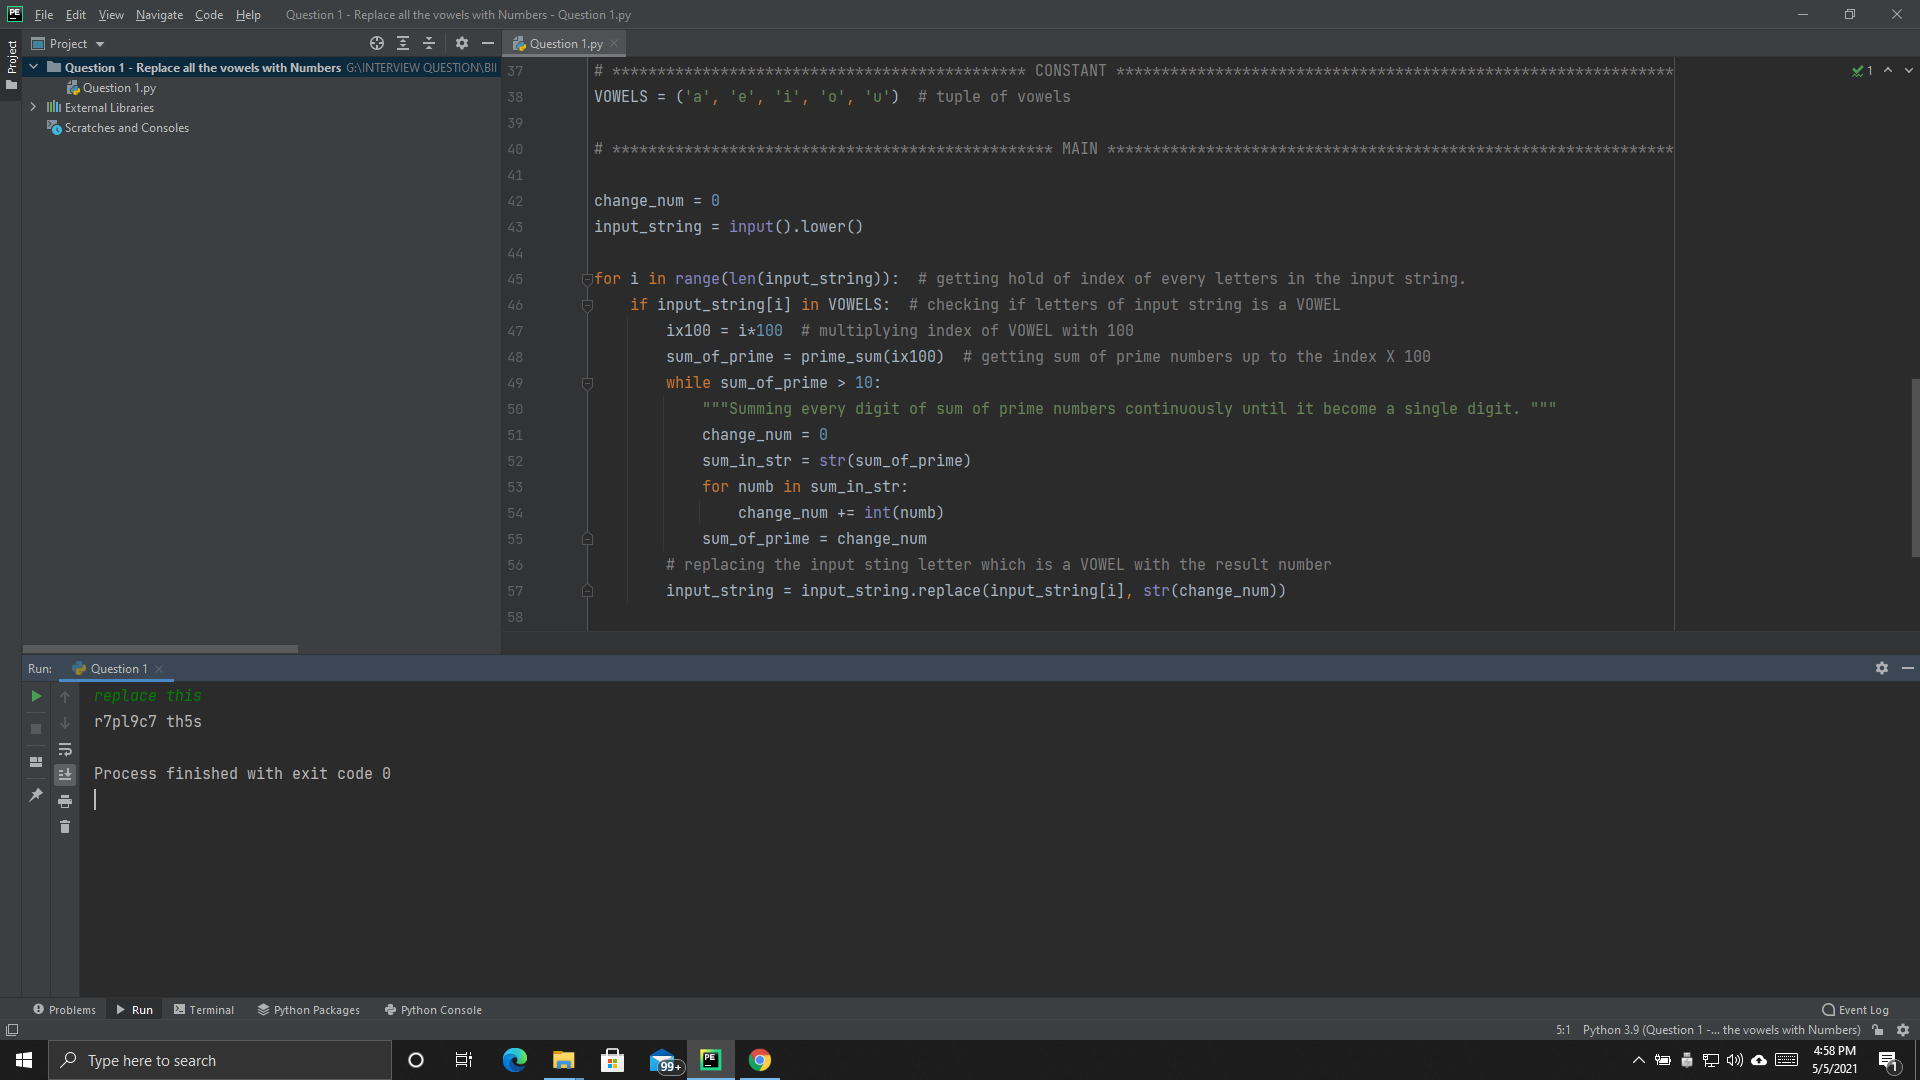 PE File Edit View Navigate Code Help Question 1 - Replace all the vowels with Numbers - Question 1.py
Project
Project
Question 1.py
Question 1 - Replace all the vowels with Numbers G:\INTERVIEW QUESTION\BII
Question 1.py
External Libraries
Scratches and Consoles
37 # ********************************************** CONSTANT **************************************************************
38 VOWELS = ('a', 'e', 'i', 'o', 'u')  # tuple of vowels
39
40 # ************************************************* MAIN ***************************************************************
41
42 change_num = 0
43 input_string = input().lower()
44
45 for i in range(len(input_string)):  # getting hold of index of every letters in the input string.
46     if input_string[i] in VOWELS:  # checking if letters of input string is a VOWEL
47         ix100 = i*100  # multiplying index of VOWEL with 100
48         sum_of_prime = prime_sum(ix100)  # getting sum of prime numbers up to the index X 100
49         while sum_of_prime > 10:
50             """Summing every digit of sum of prime numbers continuously until it become a single digit. """
51             change_num = 0
52             sum_in_str = str(sum_of_prime)
53             for numb in sum_in_str:
54                 change_num += int(numb)
55             sum_of_prime = change_num
56         # replacing the input sting letter which is a VOWEL with the result number
57         input_string = input_string.replace(input_string[i], str(change_num))
58
1
Run: Question 1
replace this
r7pl9c7 th5s
Process finished with exit code 0
Problems Run Terminal Python Packages Python Console Event Log
5:1 Python 3.9 (Question 1 -... the vowels with Numbers)
Type here to search
99+
PE
4:58 PM
5/5/2021
1